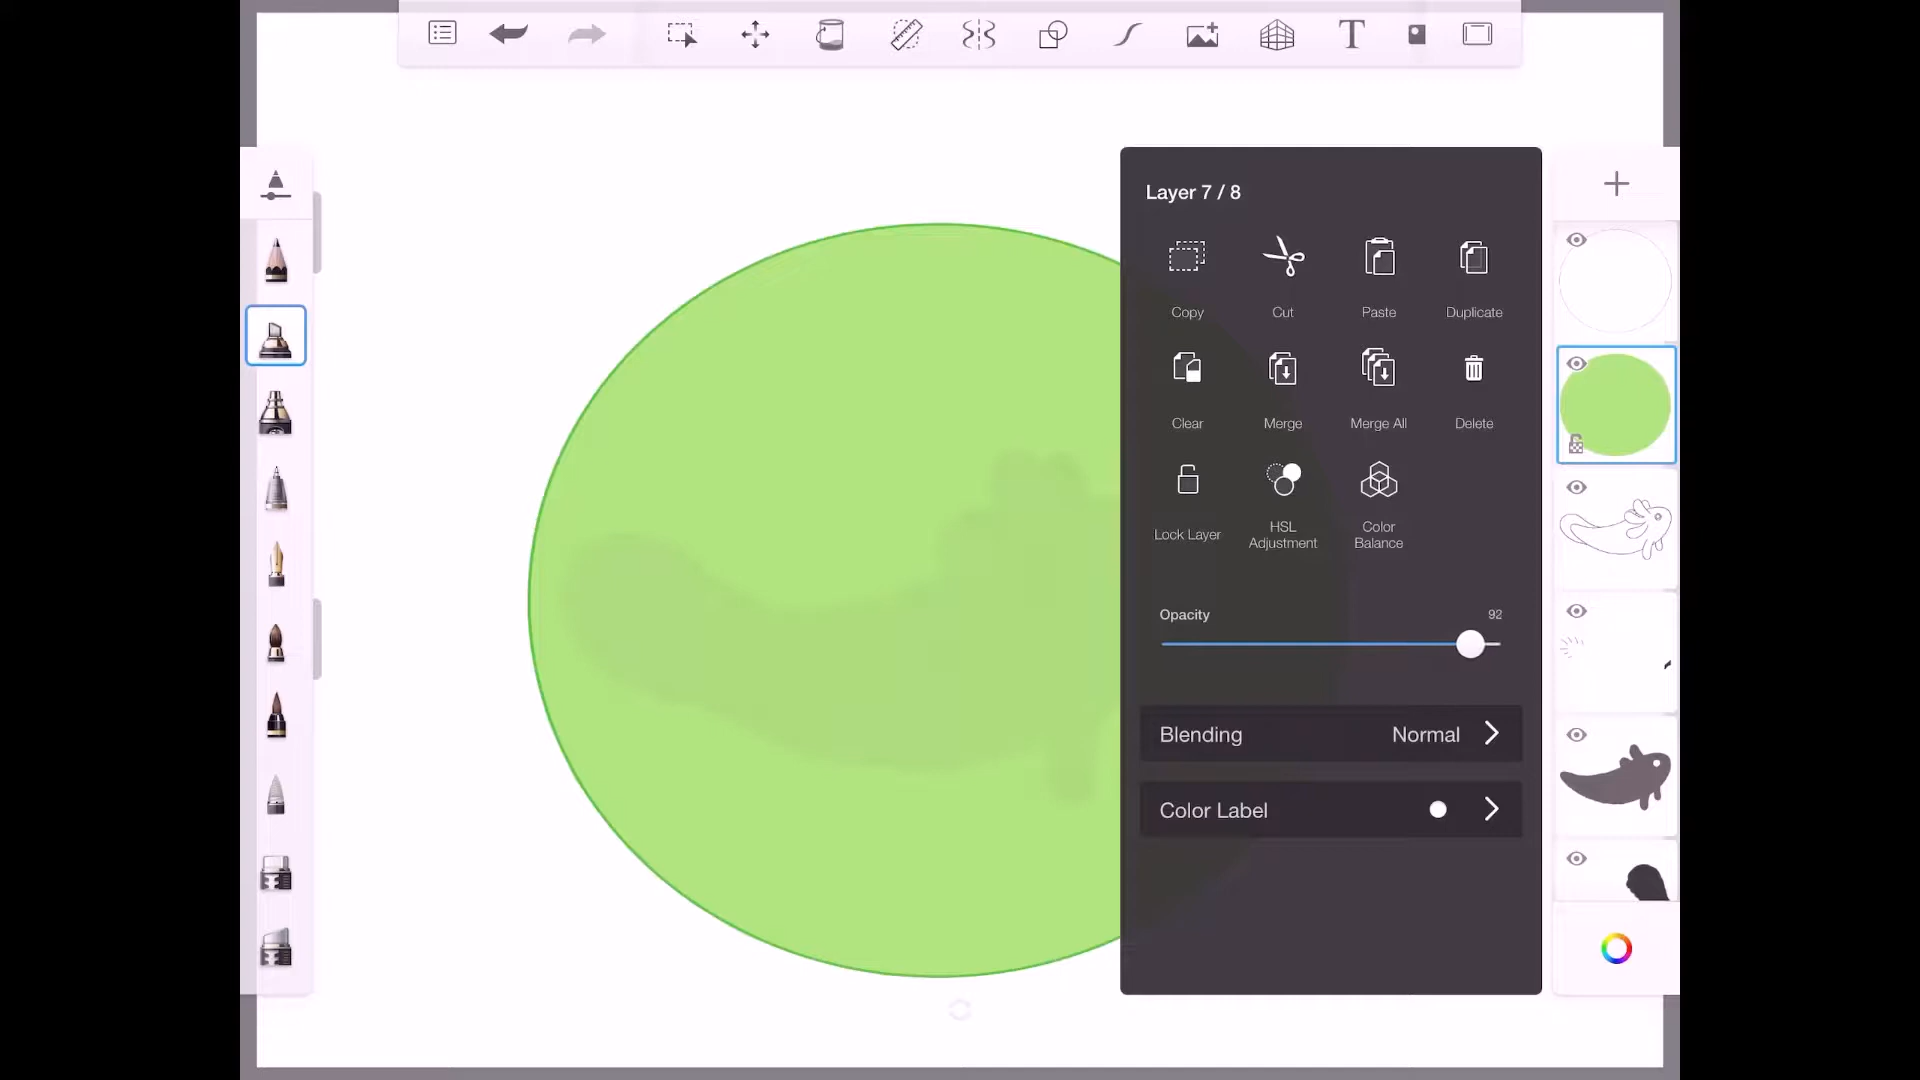 T
Layer 7 / 8
Copy Cut Paste Duplicate
Clear Merge Merge All Delete
Lock Layer HSL Adjustment Color Balance
Opacity 92
Blending Normal
Color Label